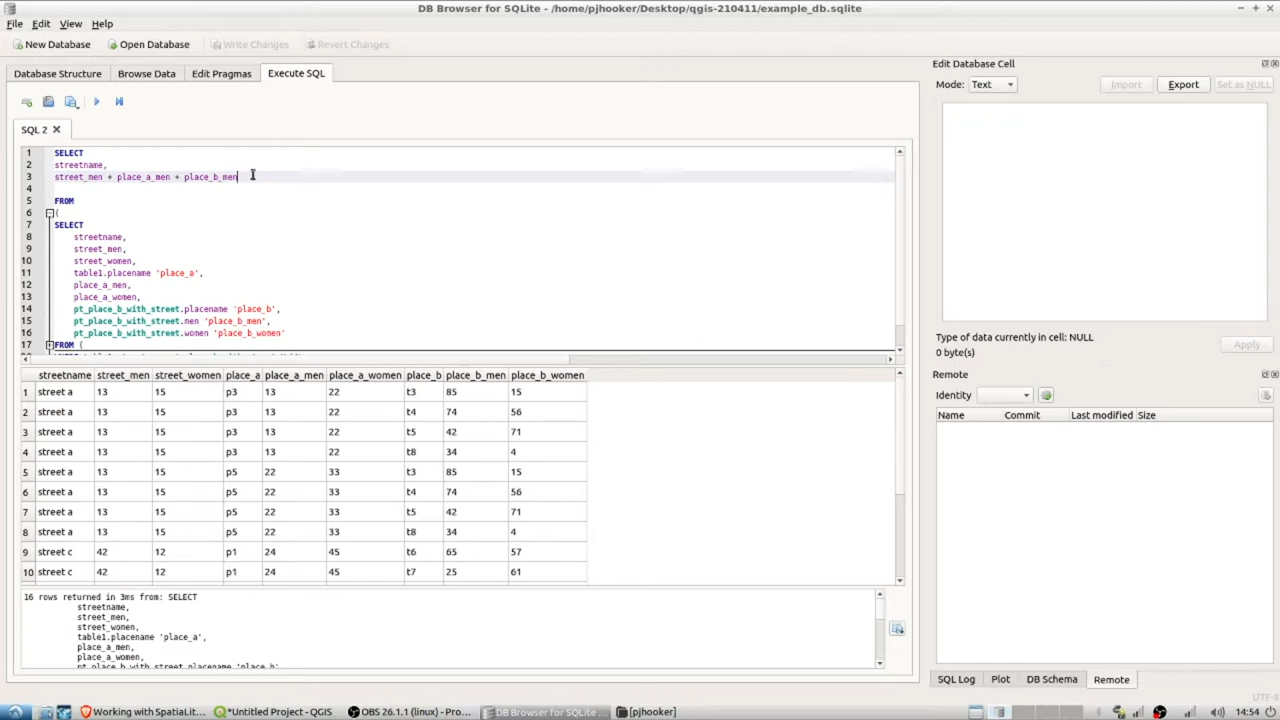 DB Browser for SQLite - /home/pjhooker/Desktop/qgis-210411/example_db.sqlite
File Edit View Help
New Database Open Database Write Changes Revert Changes
Database Structure Browse Data Edit Pragmas Execute SQL
SQL 2
1 SELECT
2 streetname,
3 street_men + place_a_men + place_b_men
4
5 FROM
6 (
7 SELECT
8 streetname,
9 street_men,
10 street_women,
11 table1.placename 'place_a',
12 place_a_men,
13 place_a_women,
14 pt_place_b_with_street.placename 'place_b',
15 pt_place_b_with_street.men 'place_b_men',
16 pt_place_b_with_street.women 'place_b_women'
17 FROM (
streetname street_men street_women place_a place_a_men place_a_women place_b place_b_men place_b_women
1 street a 13 15 p3 13 22 t3 85 15
2 street a 13 15 p3 13 22 t4 74 56
3 street a 13 15 p3 13 22 t5 42 71
4 street a 13 15 p3 13 22 t8 34 4
5 street a 13 15 p5 22 33 t3 85 15
6 street a 13 15 p5 22 33 t4 74 56
7 street a 13 15 p5 22 33 t5 42 71
8 street a 13 15 p5 22 33 t8 34 4
9 street c 42 12 p1 24 45 t6 65 57
10 street c 42 12 p1 24 45 t7 25 61
16 rows returned in 3ms from: SELECT
streetname,
street_men,
street_women,
table1.placename 'place_a',
place_a_men,
place_a_women,
pt_place_b_with_street.placename 'place_b',
Edit Database Cell
Mode: Text Import Export Set as NULL
Type of data currently in cell: NULL
0 byte(s)
Apply
Remote
Identity
Name Commit Last modified Size
SQL Log Plot DB Schema Remote
UTF-8
Working with SpatiaLit... *Untitled Project - QGIS OBS 26.1.1 (linux) - Pro... DB Browser for SQLite ... [pjhooker] 14:54